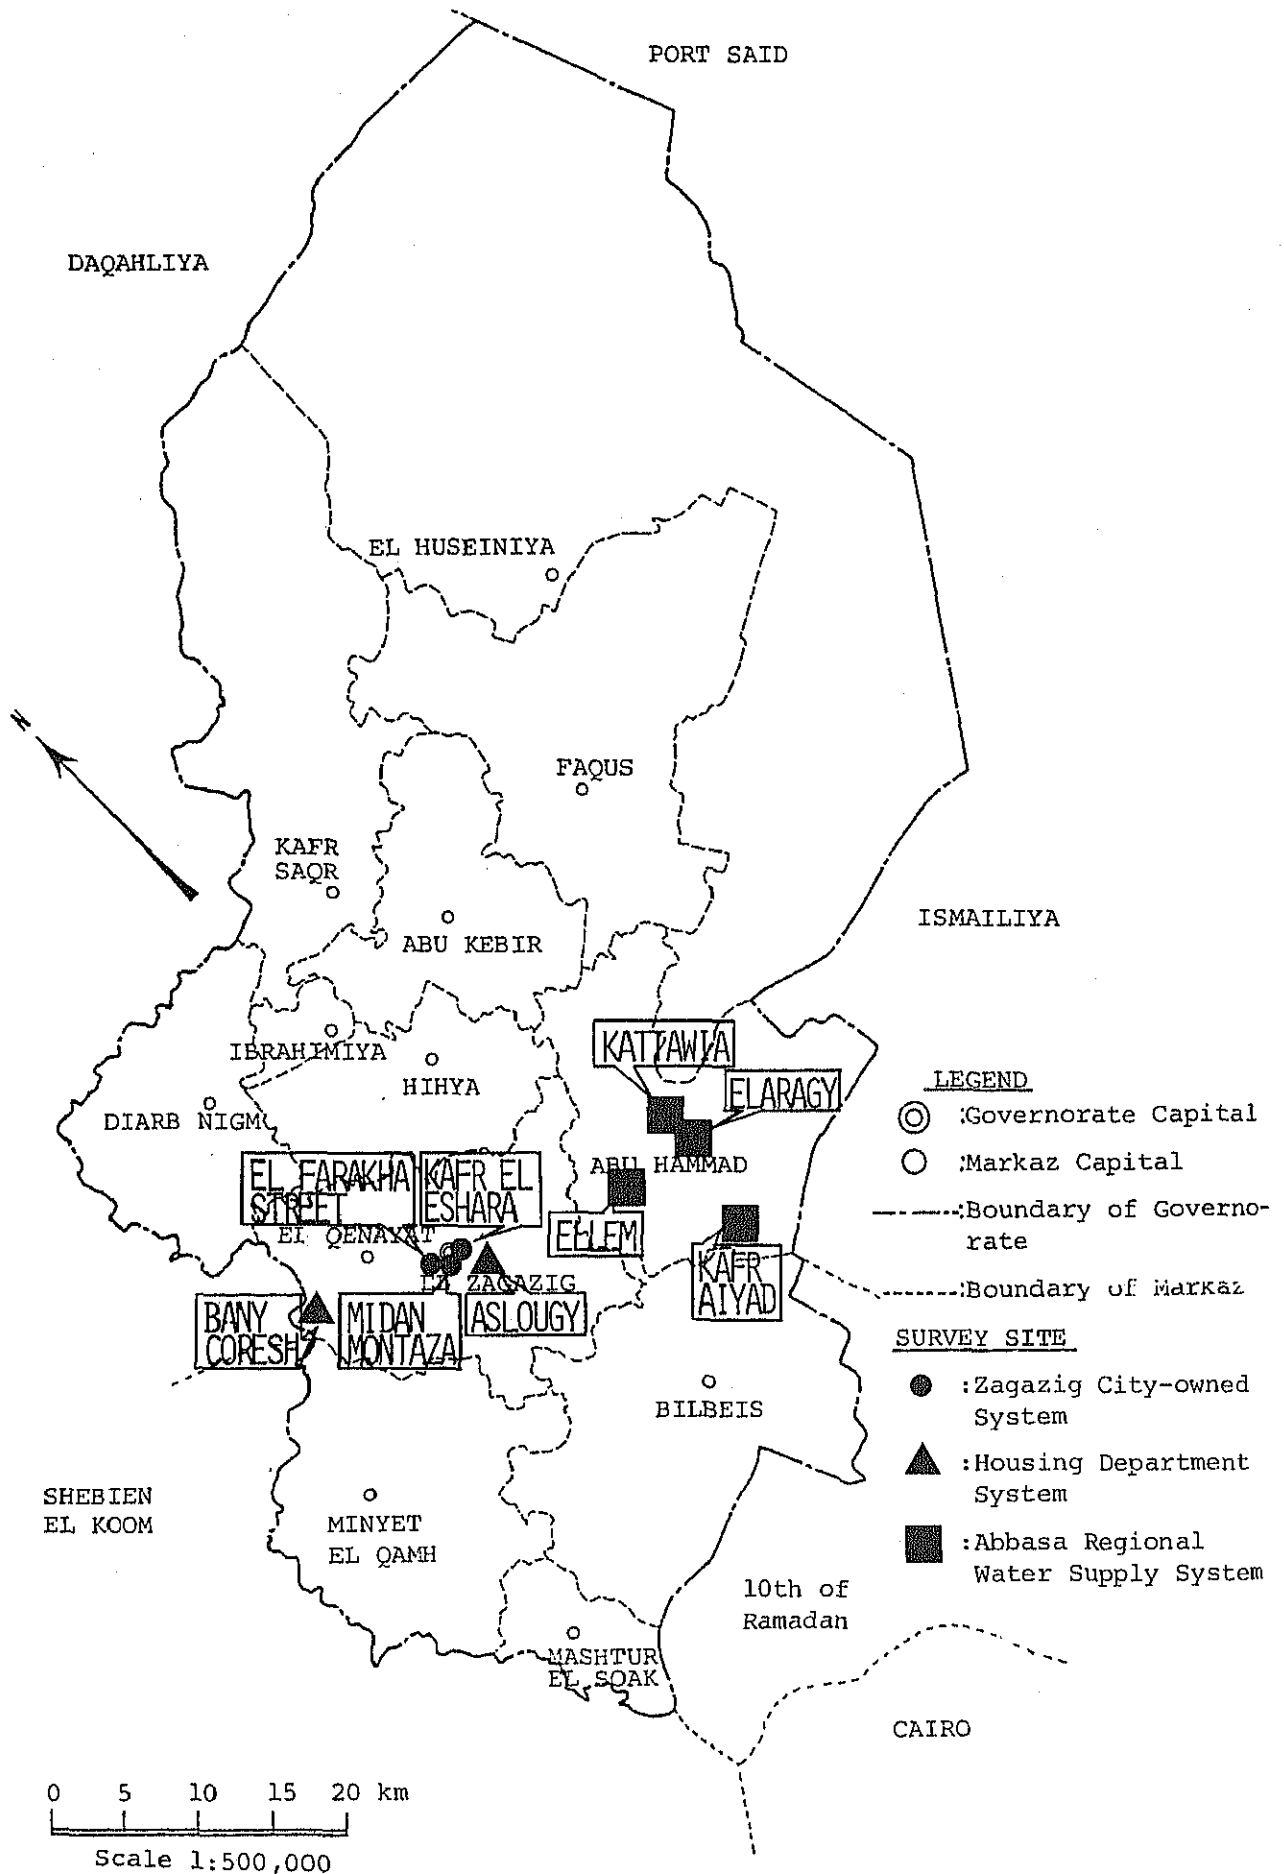 PORT SAID
DAQAHLIYA
EL HUSEINIYA
N
FAQUS
KAFR
SAQR
ABU KEBIR
ISMAILIYA
IBRAHIMIYA
HIHYA
DIARB NIGM
KATTAWIA
ELARAGY
ABU HAMMAD
EL FARAKHA
STREET
KAFR EL
ESHARA
EL QENAYAT
ZAGAZIG
BANY
CORESH
MIDAN
MONTAZA
ASLOUGY
KAFR
AIYAD
BILBEIS
SHEBIEN
EL KOOM
MINYET
EL QAMH
10th of
Ramadan
MASHTUR
EL SOAK
CAIRO
LEGEND
:Governorate Capital
:Markaz Capital
:Boundary of Governo-
rate
:Boundary of Markaz
SURVEY SITE
:Zagazig City-owned
System
:Housing Department
System
:Abbasa Regional
Water Supply System
0 5 10 15 20 km
Scale 1:500,000